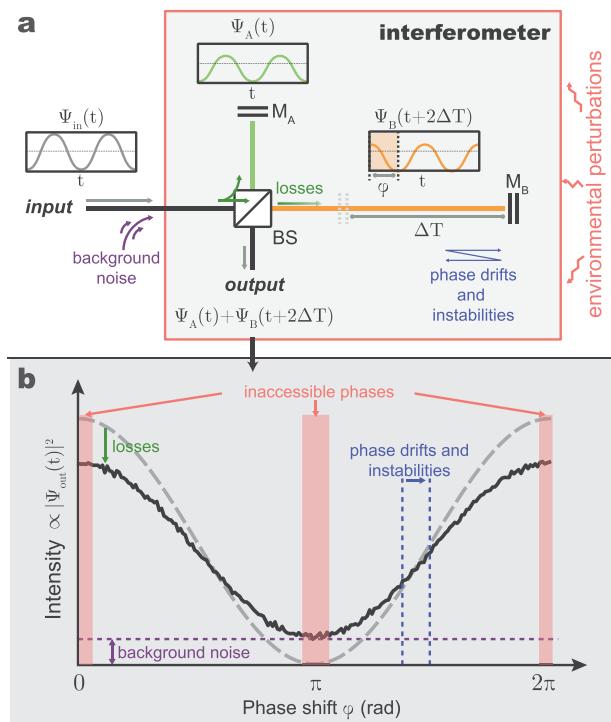 a
interferometer
Ψ_A(t)
t
M_A
Ψ_in(t)
t
Ψ_B(t+2ΔT)
φ
t
M_B
input
losses
BS
ΔT
background
noise
output
phase drifts
and
instabilities
Ψ_A(t)+Ψ_B(t+2ΔT)
environmental perturbations
b
inaccessible phases
losses
phase drifts and
instabilities
Intensity ∝ |Ψ_out(t)|²
background noise
0
π
2π
Phase shift φ (rad)